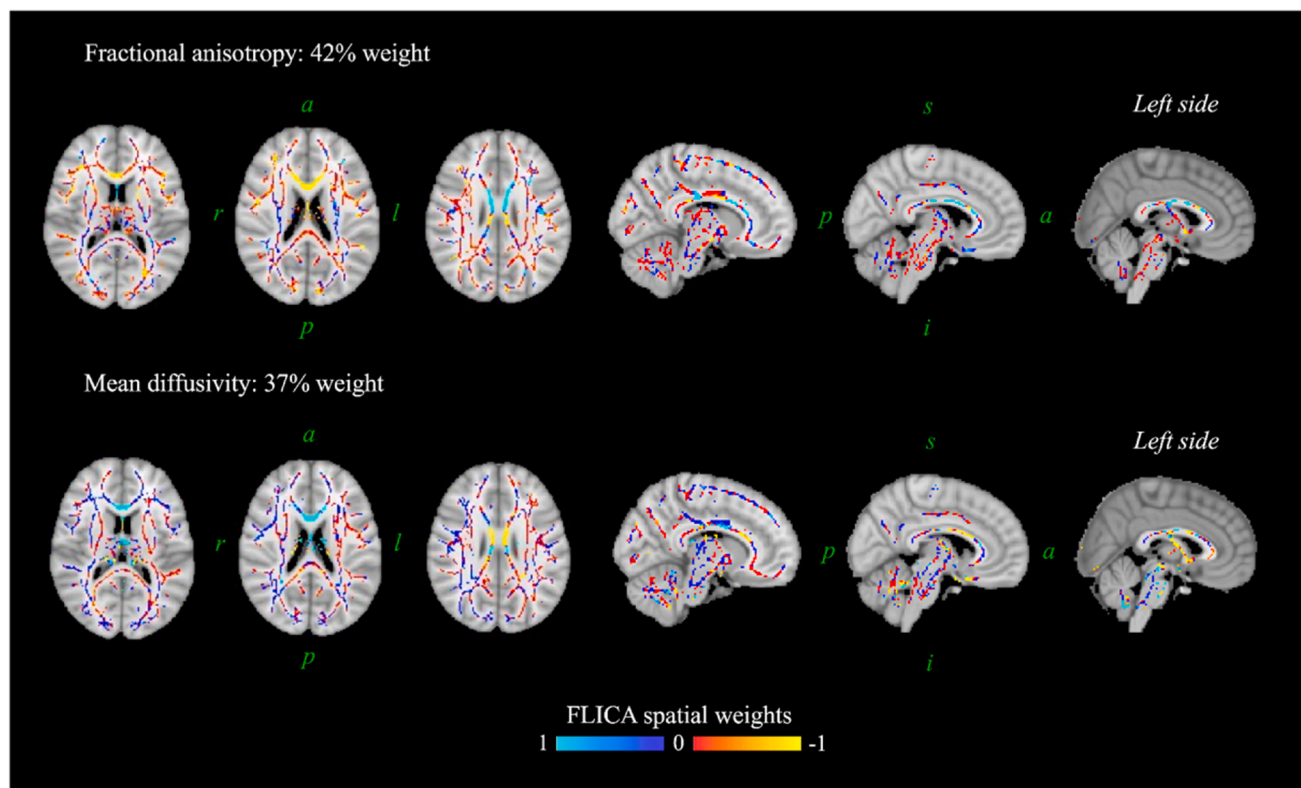 Fractional anisotropy: 42% weight
a
s
Left side
r
l
p
a
p
i
Mean diffusivity: 37% weight
a
s
Left side
r
l
p
a
p
i
FLICA spatial weights
1 0 -1